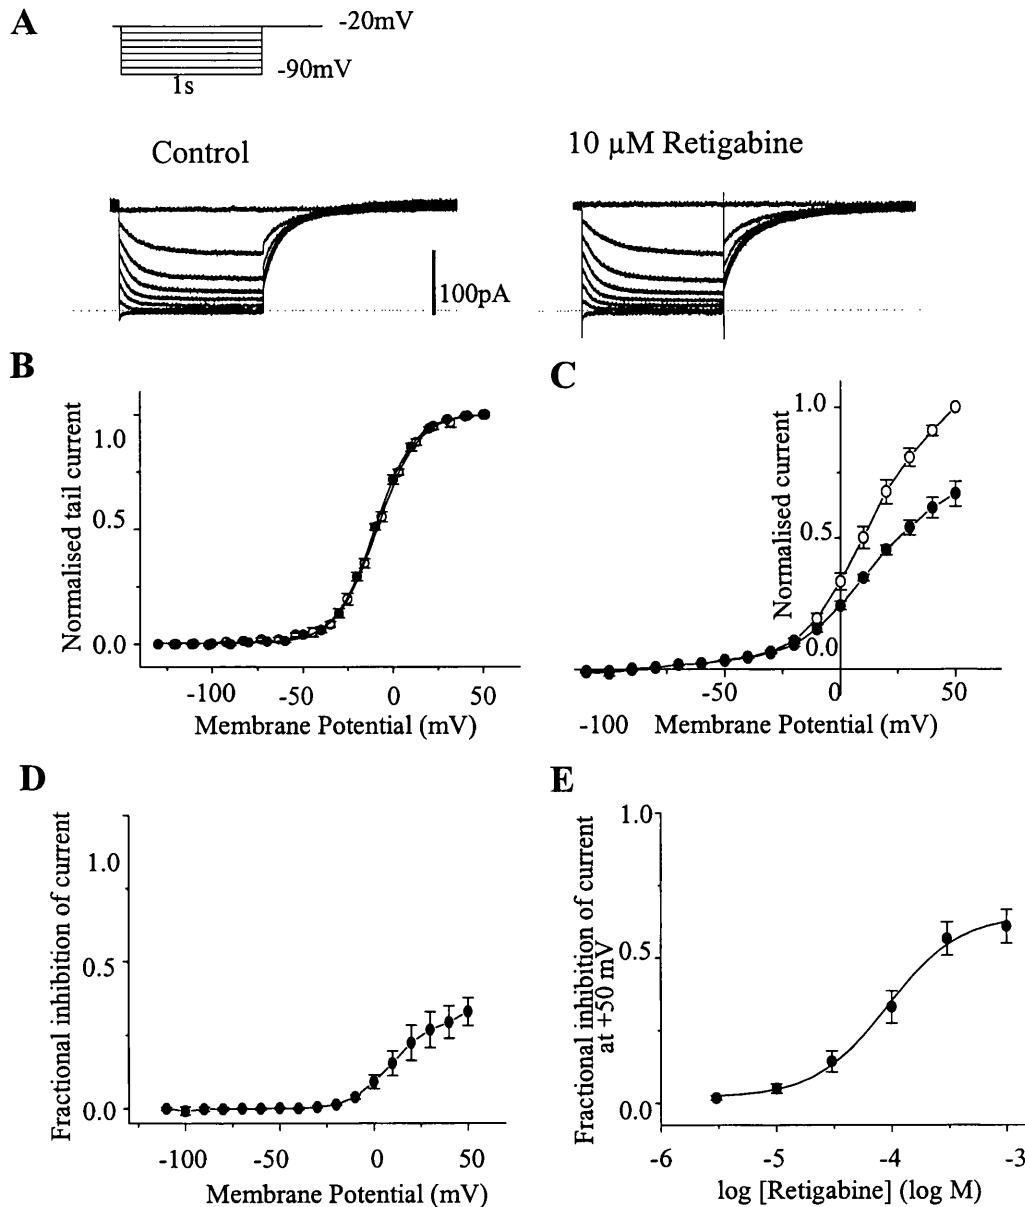 A
-20mV
-90mV
1s
Control
10 µM Retigabine
100pA
B
Normalised tail current
1.0
0.5
0.0
-100
-50
0
50
Membrane Potential (mV)
C
Normalised current
1.0
0.5
0.0
-50
0
50
-100
Membrane Potential (mV)
D
Fractional inhibition of current
1.0
0.5
0.0
-100
-50
0
50
Membrane Potential (mV)
E
Fractional inhibition of current
at +50 mV
1.0
0.5
0.0
-6
-5
-4
-3
log [Retigabine] (log M)